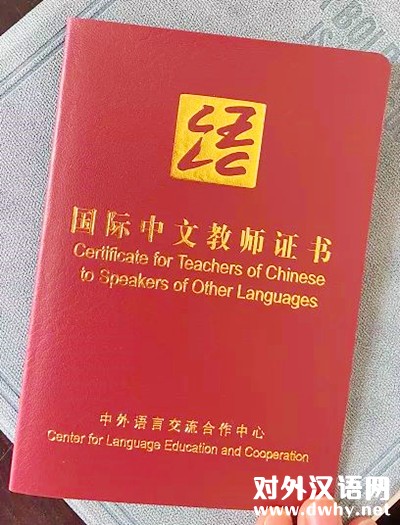 国际中文教师证书
Certificate for Teachers of Chinese
to Speakers of Other Languages
中外语言交流合作中心
Center for Language Education and Cooperation
对外汉语网
www.dwhy.net